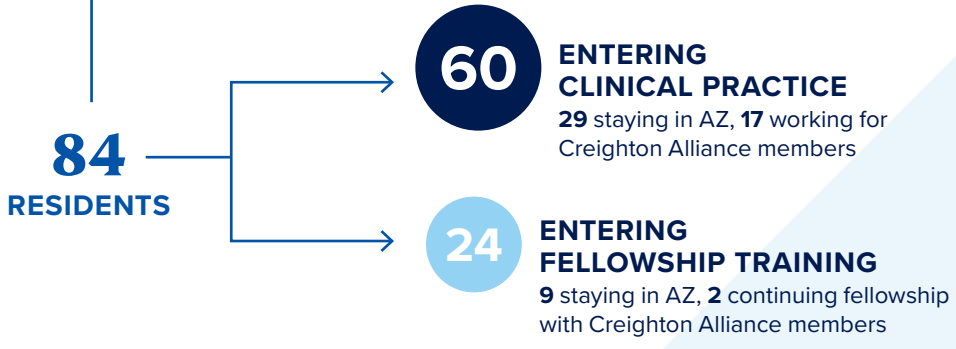 84
RESIDENTS
60
ENTERING
CLINICAL PRACTICE
29 staying in AZ, 17 working for
Creighton Alliance members
24
ENTERING
FELLOWSHIP TRAINING
9 staying in AZ, 2 continuing fellowship
with Creighton Alliance members